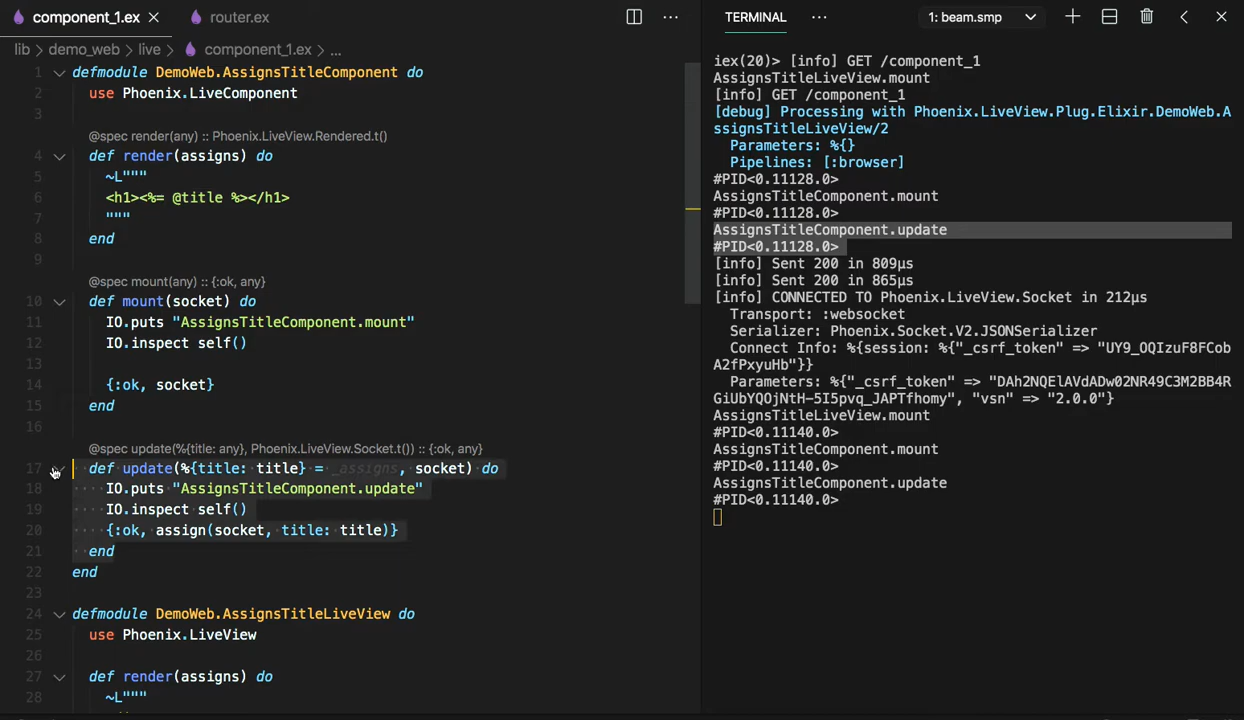 component_1.ex
router.ex
lib > demo_web > live > component_1.ex > ...
1 defmodule DemoWeb.AssignsTitleComponent do
2 use Phoenix.LiveComponent
3
@spec render(any) :: Phoenix.LiveView.Rendered.t()
4 def render(assigns) do
5 ~L"""
6 <h1><%= @title %></h1>
7 """
8 end
9
@spec mount(any) :: {:ok, any}
10 def mount(socket) do
11 IO.puts "AssignsTitleComponent.mount"
12 IO.inspect self()
13
14 {:ok, socket}
15 end
16
@spec update(%{title: any}, Phoenix.LiveView.Socket.t()) :: {:ok, any}
17 def update(%{title: title} = _assigns, socket) do
18 IO.puts "AssignsTitleComponent.update"
19 IO.inspect self()
20 {:ok, assign(socket, title: title)}
21 end
22 end
23
24 defmodule DemoWeb.AssignsTitleLiveView do
25 use Phoenix.LiveView
26
27 def render(assigns) do
28 ~L"""
TERMINAL ... 1: beam.smp
iex(20)> [info] GET /component_1
AssignsTitleLiveView.mount
[info] GET /component_1
[debug] Processing with Phoenix.LiveView.Plug.Elixir.DemoWeb.A
ssignsTitleLiveView/2
Parameters: %{}
Pipelines: [:browser]
#PID<0.11128.0>
AssignsTitleComponent.mount
#PID<0.11128.0>
AssignsTitleComponent.update
#PID<0.11128.0>
[info] Sent 200 in 809µs
[info] Sent 200 in 865µs
[info] CONNECTED TO Phoenix.LiveView.Socket in 212µs
Transport: :websocket
Serializer: Phoenix.Socket.V2.JSONSerializer
Connect Info: %{session: %{"_csrf_token" => "UY9_OQIzuF8FCob
A2fPxyuHb"}}
Parameters: %{"_csrf_token" => "DAh2NQElAVdADw02NR49C3M2BB4R
GiUbYQOjNtH-5I5pvq_JAPTfhomy", "vsn" => "2.0.0"}
AssignsTitleLiveView.mount
#PID<0.11140.0>
AssignsTitleComponent.mount
#PID<0.11140.0>
AssignsTitleComponent.update
#PID<0.11140.0>